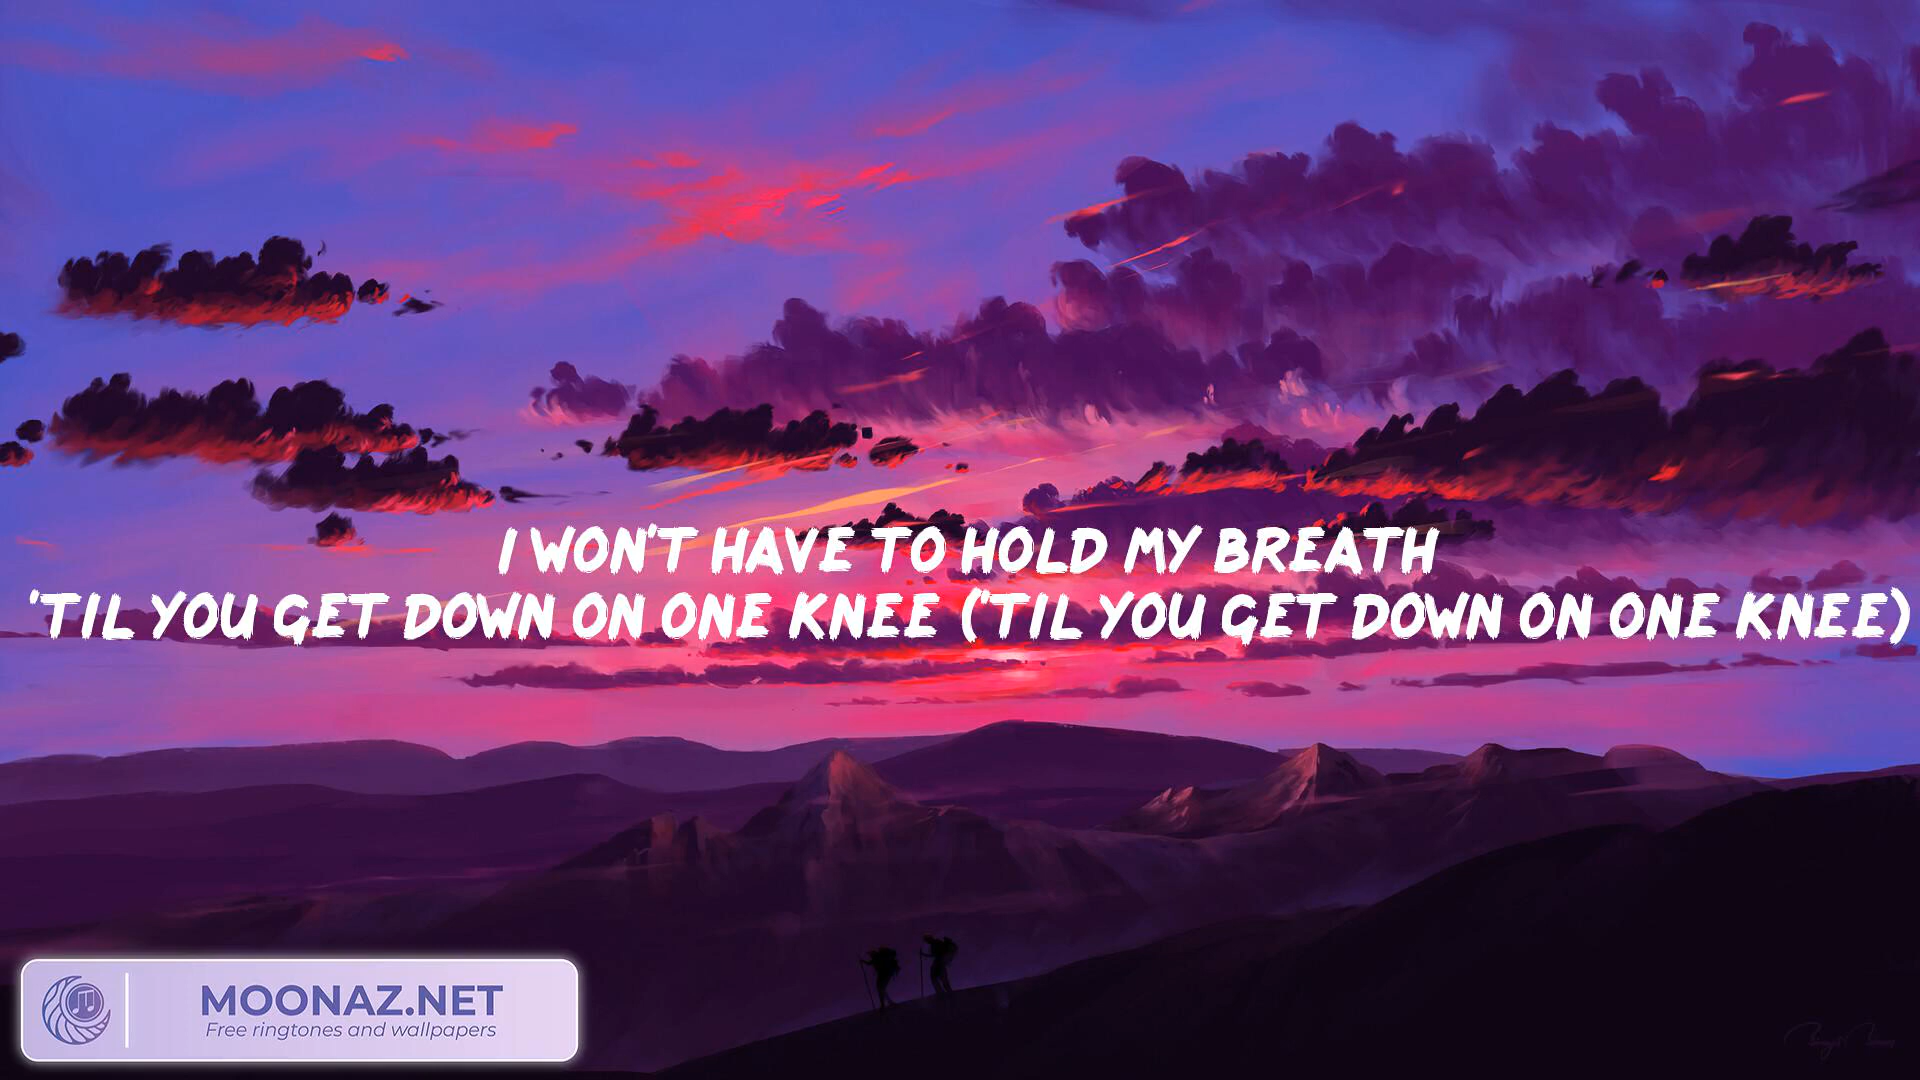 I WON'T HAVE TO HOLD MY BREATH
'TIL YOU GET DOWN ON ONE KNEE ('TIL YOU GET DOWN ON ONE KNEE)
MOONAZ.NET
Free ringtones and wallpapers